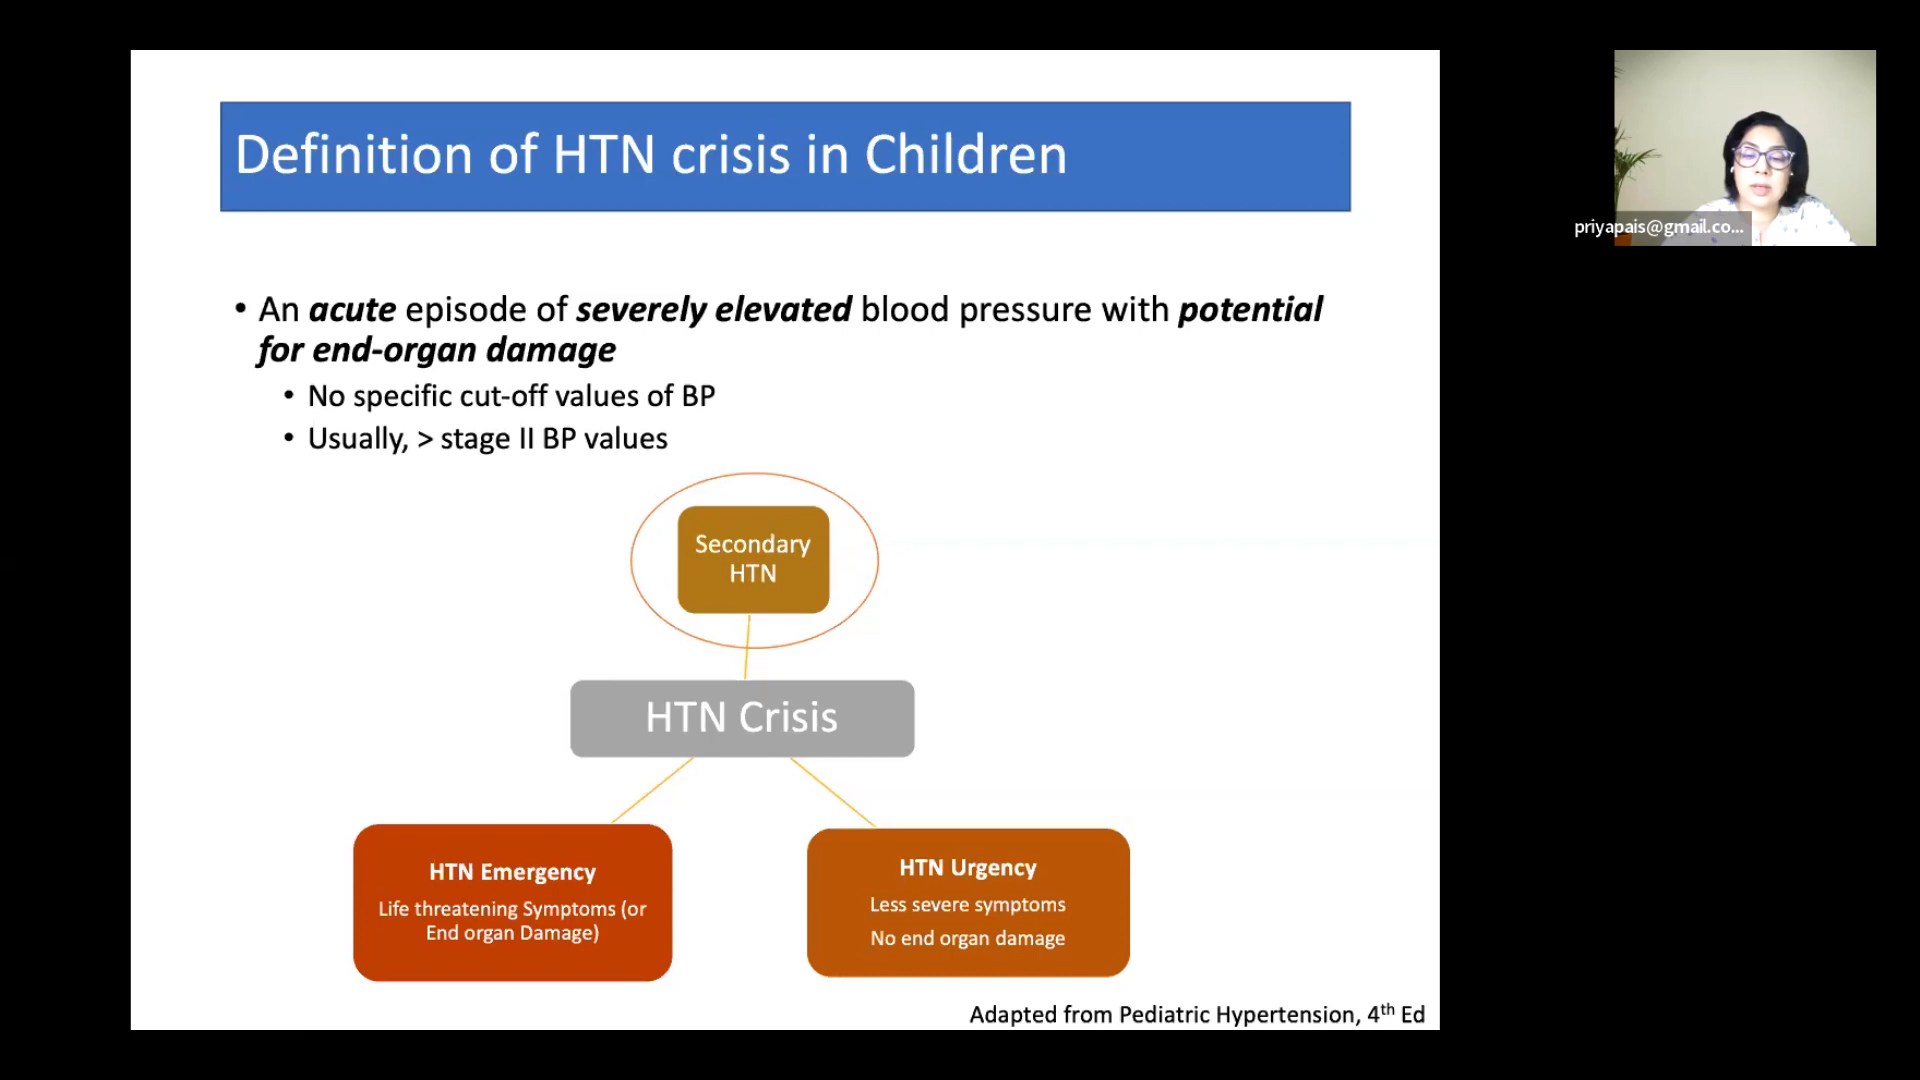 Definition of HTN crisis in Children
• An acute episode of severely elevated blood pressure with potential
for end-organ damage
• No specific cut-off values of BP
• Usually, > stage II BP values
Secondary
HTN
HTN Crisis
HTN Emergency
Life threatening Symptoms (or
End organ Damage)
HTN Urgency
Less severe symptoms
No end organ damage
Adapted from Pediatric Hypertension, 4th Ed
priyapais@gmail.co...